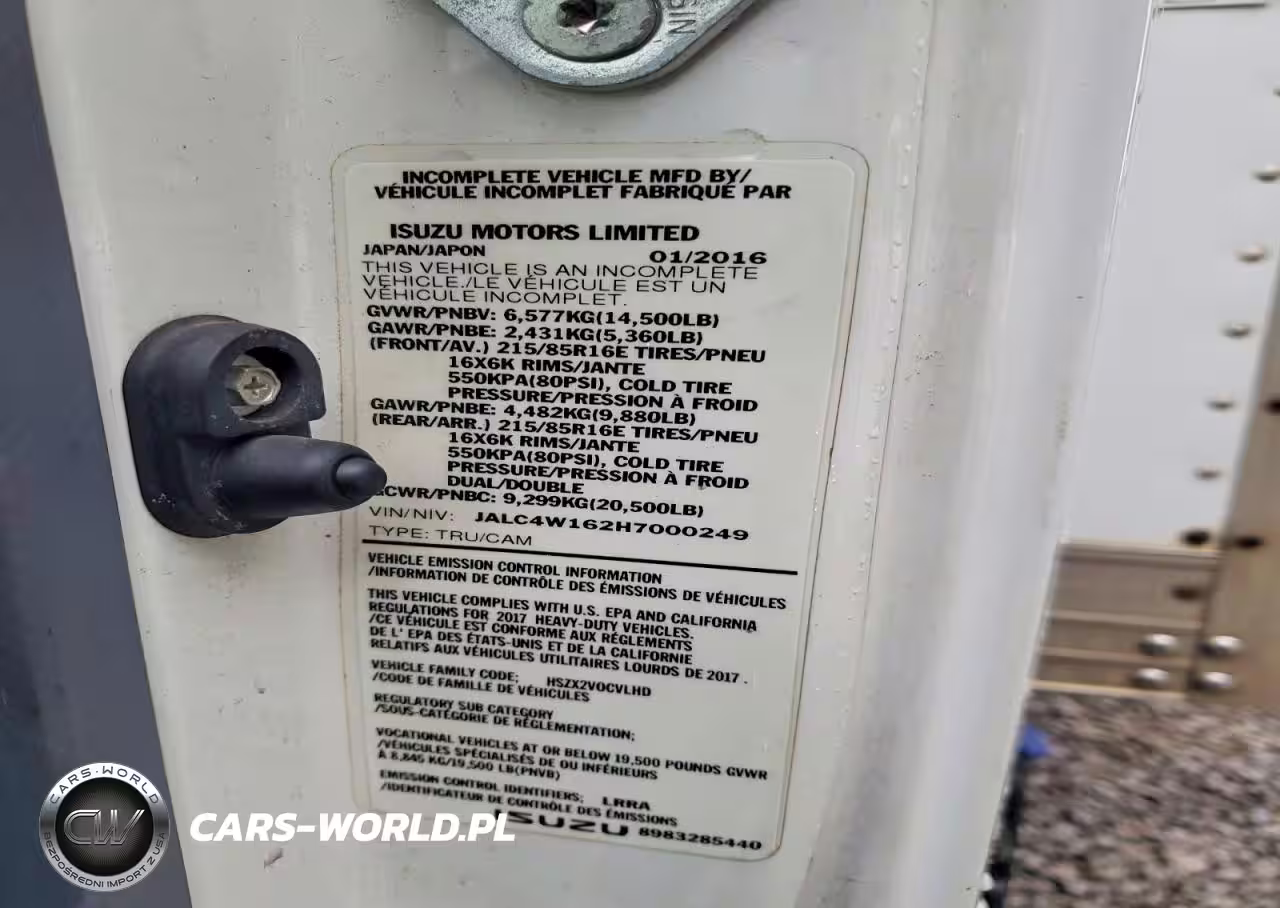 INCOMPLETE VEHICLE MFD BY/
VÉHICULE INCOMPLET FABRIQUÉ PAR
ISUZU MOTORS LIMITED
JAPAN/JAPON 01/2016
THIS VEHICLE IS AN INCOMPLETE
VEHICLE./LE VÉHICULE EST UN
VÉHICULE INCOMPLET.
GVWR/PNBV: 6,577KG(14,500LB)
GAWR/PNBE: 2,431KG(5,360LB)
(FRONT/AV.) 215/85R16E TIRES/PNEU
16X6K RIMS/JANTE
550KPA(80PSI), COLD TIRE
PRESSURE/PRESSION À FROID
GAWR/PNBE: 4,482KG(9,880LB)
(REAR/ARR.) 215/85R16E TIRES/PNEU
16X6K RIMS/JANTE
550KPA(80PSI), COLD TIRE
PRESSURE/PRESSION À FROID
DUAL/DOUBLE
GCWR/PNBC: 9,299KG(20,500LB)
VIN/NIV: JALC4W162H7000249
TYPE: TRU/CAM
VEHICLE EMISSION CONTROL INFORMATION
/INFORMATION DE CONTRÔLE DES ÉMISSIONS DE VÉHICULES
THIS VEHICLE COMPLIES WITH U.S. EPA AND CALIFORNIA
REGULATIONS FOR 2017 HEAVY-DUTY VEHICLES.
/CE VÉHICULE EST CONFORME AUX RÉGLEMENTS
DE L' EPA DES ÉTATS-UNIS ET DE LA CALIFORNIE
RELATIFS AUX VÉHICULES UTILITAIRES LOURDS DE 2017 .
VEHICLE FAMILY CODE; HSZX2VOCVLHD
/CODE DE FAMILLE DE VÉHICULES
REGULATORY SUB CATEGORY
/SOUS-CATÉGORIE DE RÉGLEMENTATION;
VOCATIONAL VEHICLES AT OR BELOW 19,500 POUNDS GVWR
/VÉHICULES SPÉCIALISÉS DE OU INFÉRIEURS
À 8,845 KG/19,500 LB(PNVB)
EMISSION CONTROL IDENTIFIERS; LRRA
/IDENTIFICATEUR DE CONTRÔLE DES ÉMISSIONS
ISUZU 8983285440
CARS-WORLD
CW
BEZPOŚREDNI IMPORT Z USA
CARS-WORLD.PL